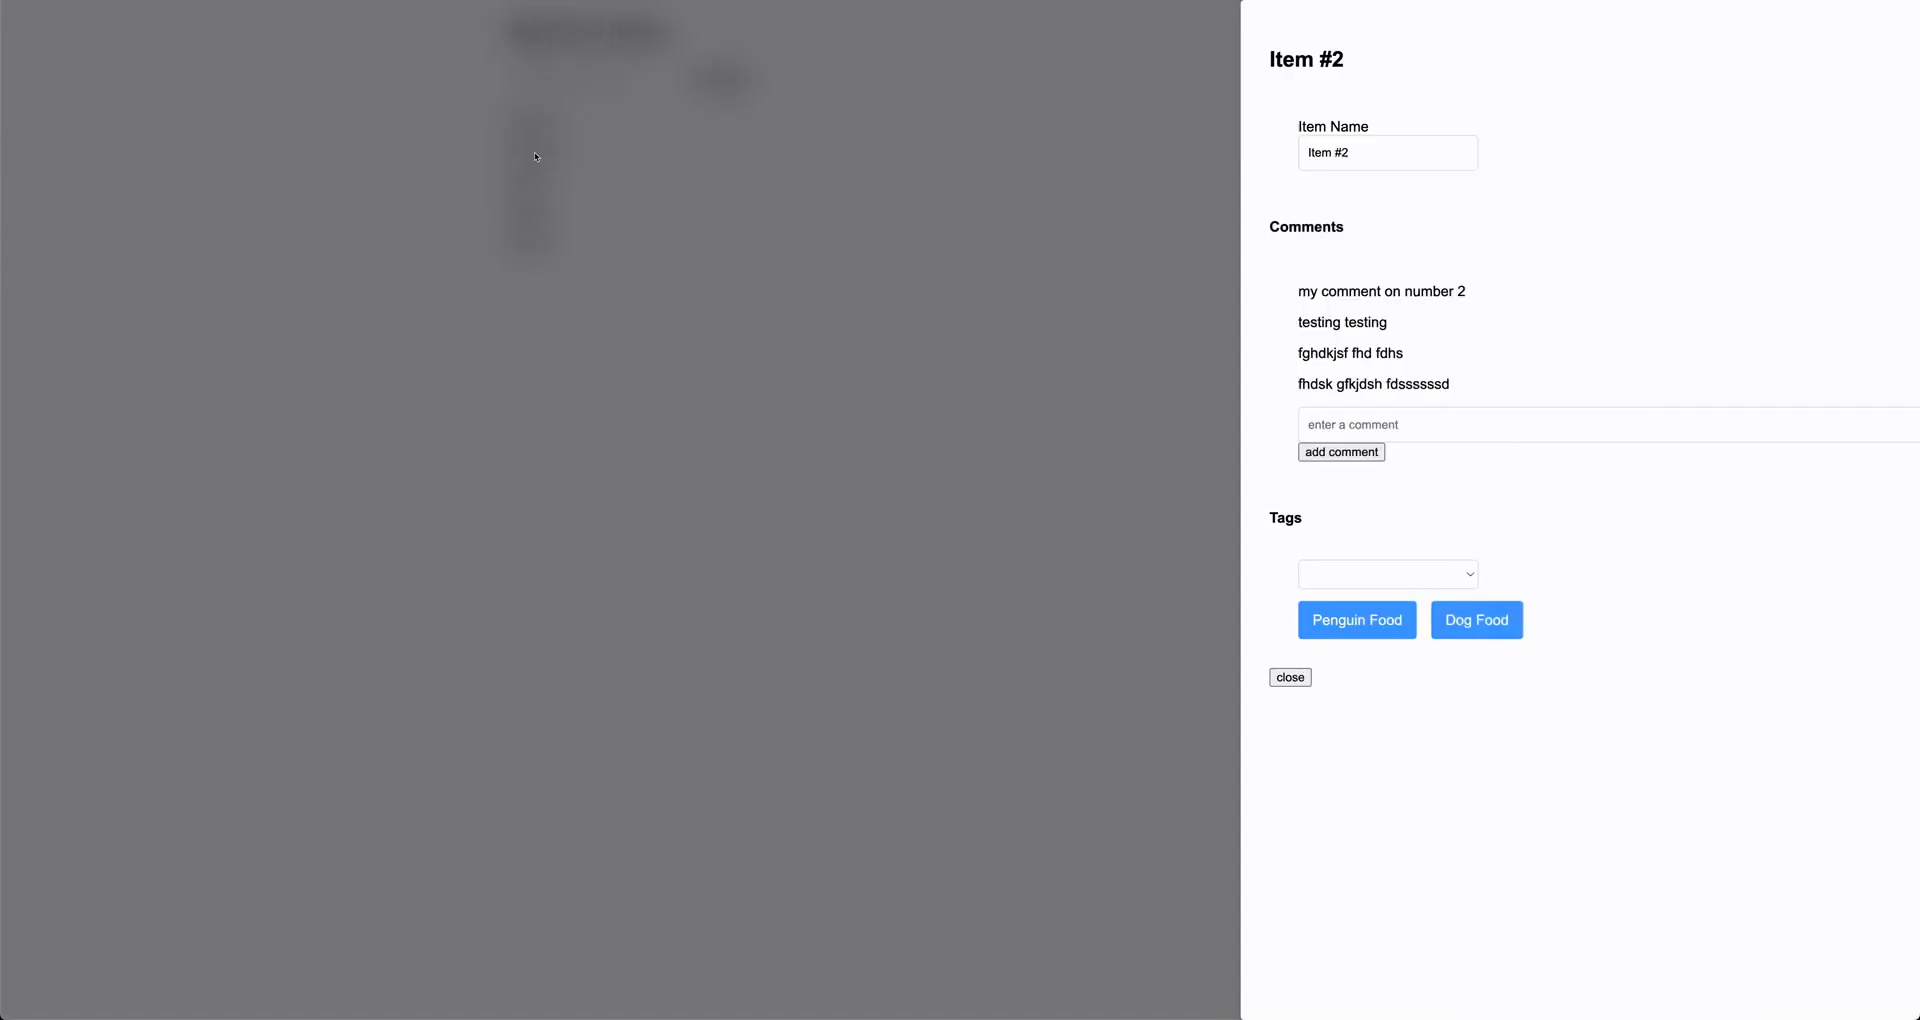 Item #2
Item Name
Item #2
Comments
my comment on number 2
testing testing
fghdkjsf fhd fdhs
fhdsk gfkjdsh fdssssssd
enter a comment
add comment
Tags
Penguin Food Dog Food
close